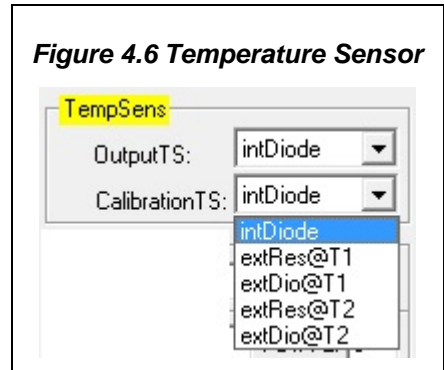 Figure 4.6 Temperature Sensor
TempSens
OutputTS: intDiode
CalibrationTS: intDiode
intDiode
extRes@T1
extDio@T1
extRes@T2
extDio@T2